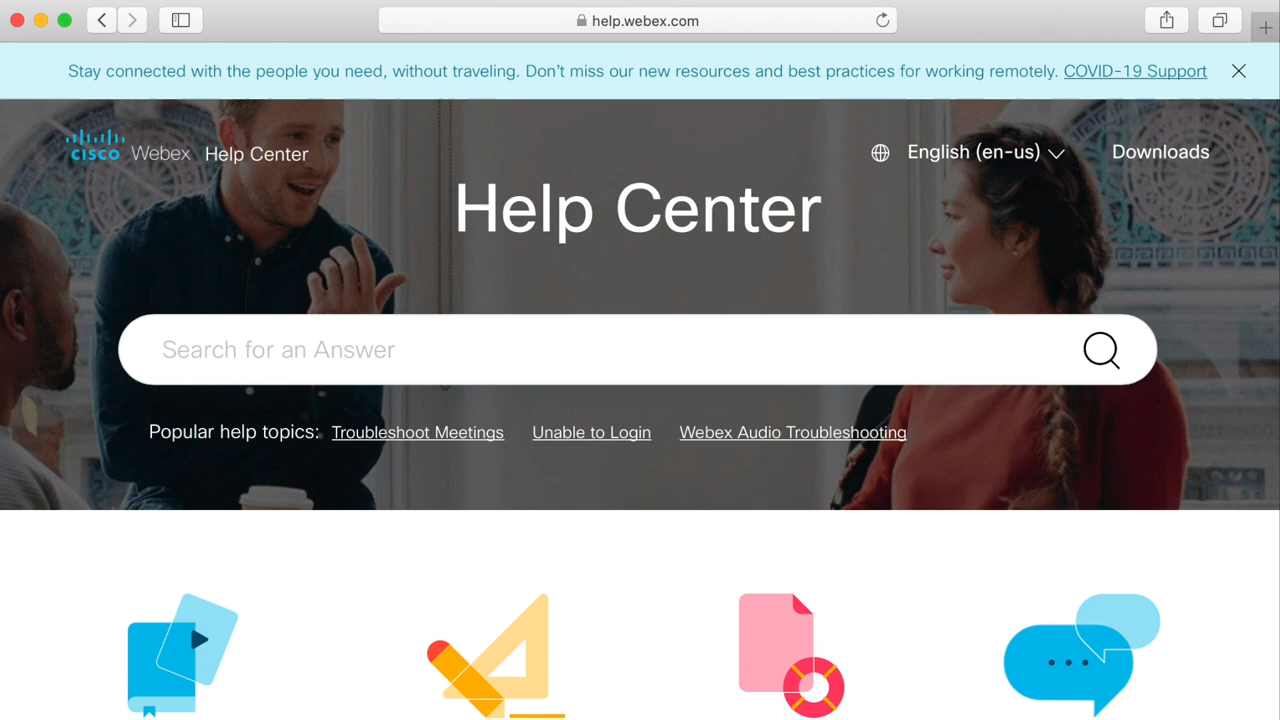 help.webex.com
Stay connected with the people you need, without traveling. Don't miss our new resources and best practices for working remotely. COVID-19 Support
cisco Webex Help Center
English (en-us)
Downloads
Help Center
Search for an Answer
Popular help topics: Troubleshoot Meetings Unable to Login Webex Audio Troubleshooting